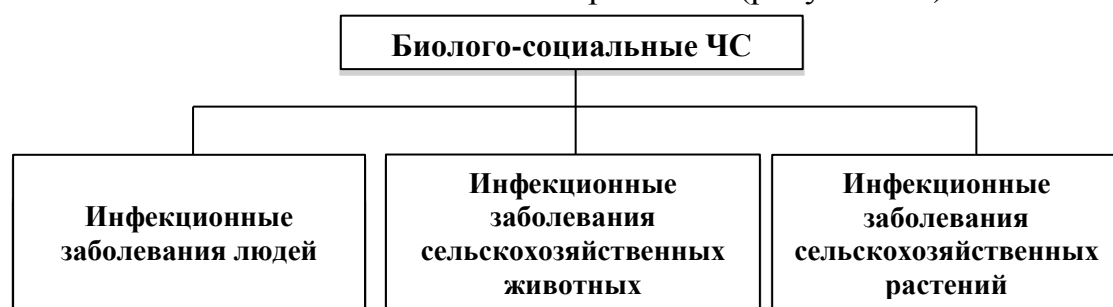 Биолого-социальные ЧС
Инфекционные
заболевания людей
Инфекционные
заболевания
сельскохозяйственных
животных
Инфекционные
заболевания
сельскохозяйственных
растений